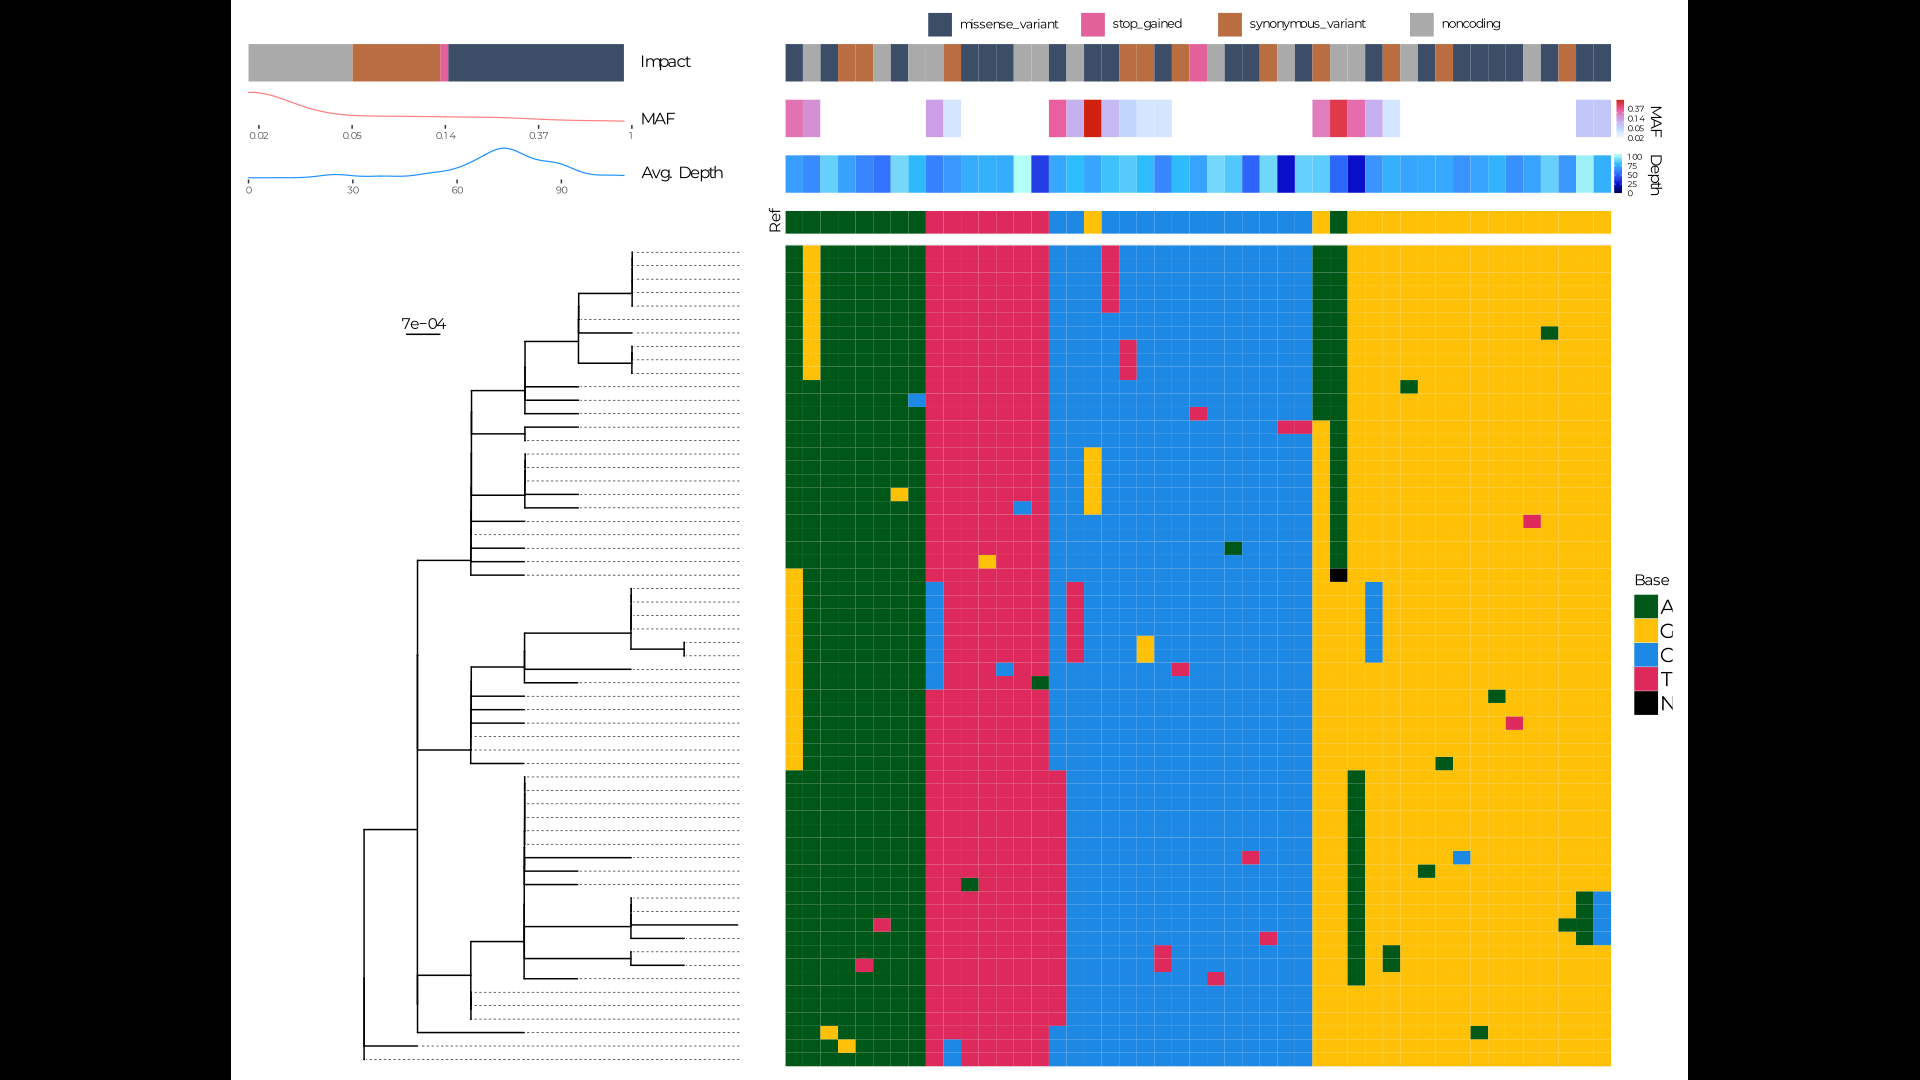 missense_variant stop_gained synonymous_variant noncoding
Impact
MAF
0.02 0.05 0.14 0.37 1
Avg. Depth
0 30 60 90
0.37
0.14
0.05
0.02
MAF
100
75
50
25
0
Depth
Ref
7e−04
Base
A
G
C
T
N